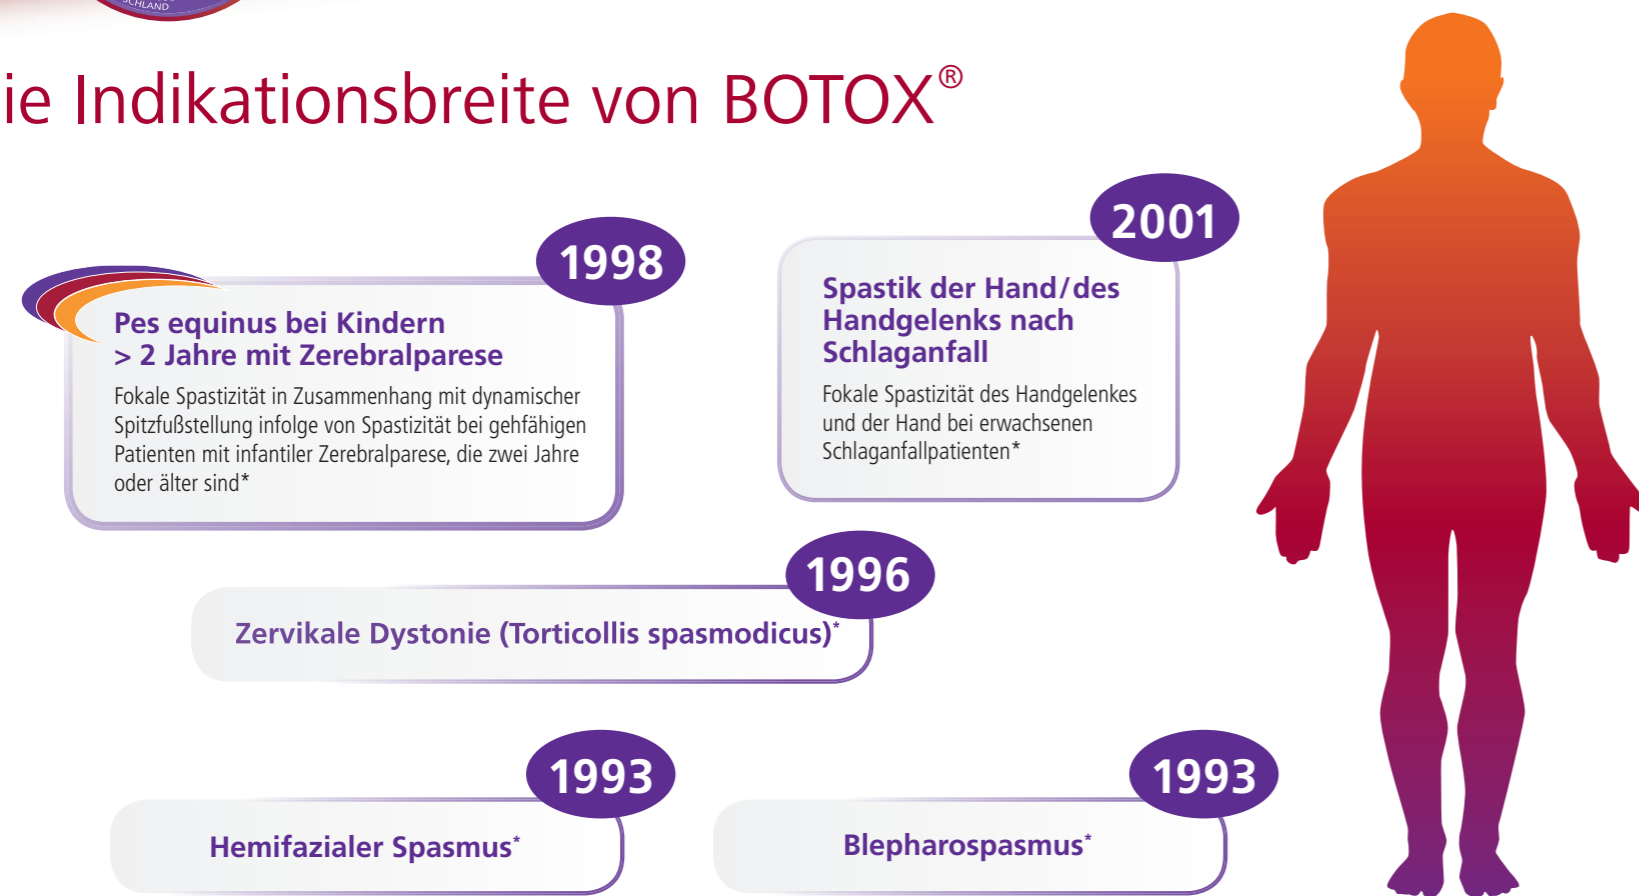 SCHLAND
ie Indikationsbreite von BOTOX®
1998
Pes equinus bei Kindern
> 2 Jahre mit Zerebralparese
Fokale Spastizität in Zusammenhang mit dynamischer
Spitzfußstellung infolge von Spastizität bei gehfähigen
Patienten mit infantiler Zerebralparese, die zwei Jahre
oder älter sind*
2001
Spastik der Hand/des
Handgelenks nach
Schlaganfall
Fokale Spastizität des Handgelenkes
und der Hand bei erwachsenen
Schlaganfallpatienten*
1996
Zervikale Dystonie (Torticollis spasmodicus)*
1993
Hemifazialer Spasmus*
1993
Blepharospasmus*